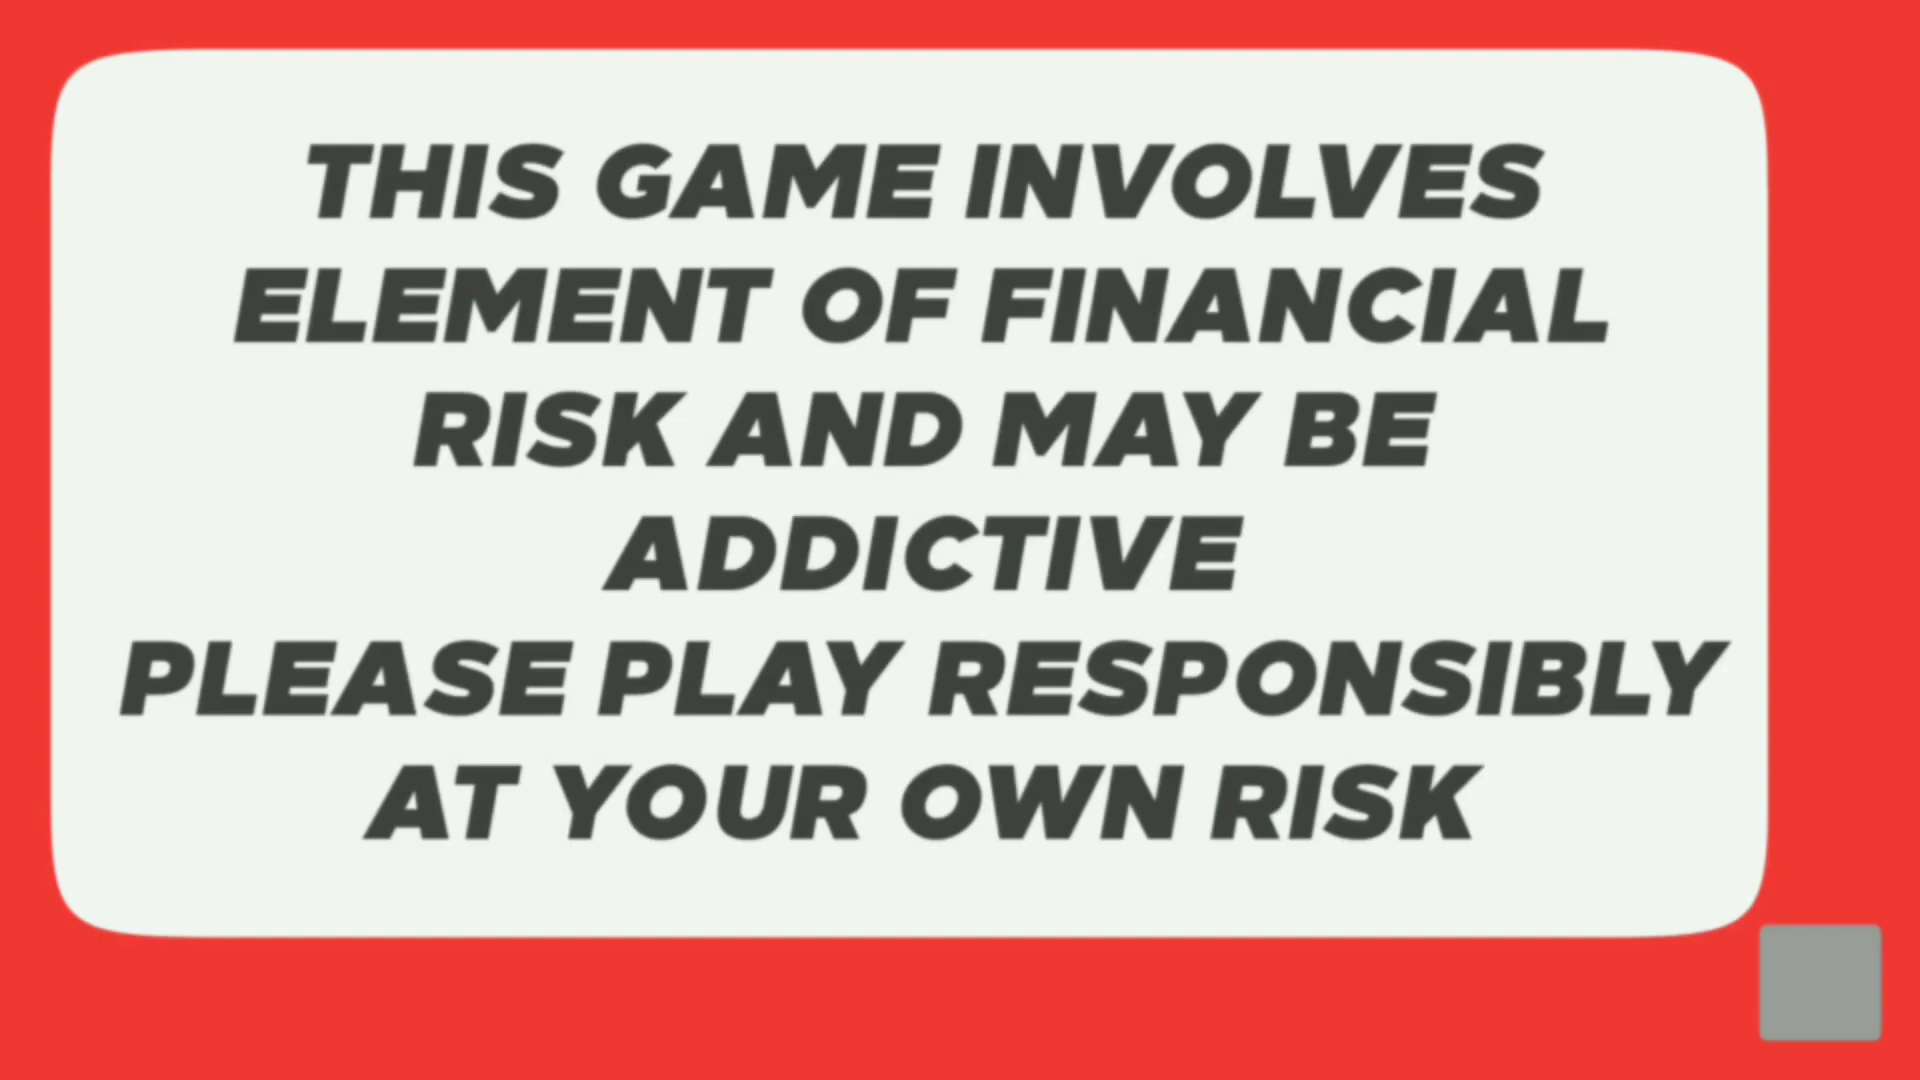 THIS GAME INVOLVES
ELEMENT OF FINANCIAL
RISK AND MAY BE
ADDICTIVE
PLEASE PLAY RESPONSIBLY
AT YOUR OWN RISK